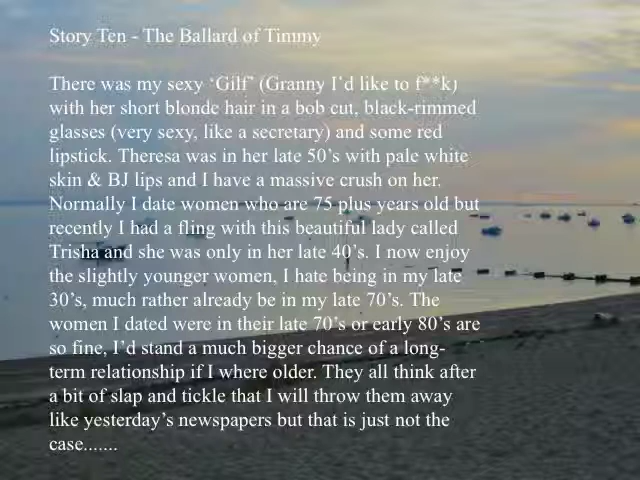 Story Ten - The Ballard of Timmy
There was my sexy ‘Gilf’ (Granny I’d like to f**k)
with her short blonde hair in a bob cut, black-rimmed
glasses (very sexy, like a secretary) and some red
lipstick. Theresa was in her late 50’s with pale white
skin & BJ lips and I have a massive crush on her.
Normally I date women who are 75 plus years old but
recently I had a fling with this beautiful lady called
Trisha and she was only in her late 40’s. I now enjoy
the slightly younger women, I hate being in my late
30’s, much rather already be in my late 70’s. The
women I dated were in their late 70’s or early 80’s are
so fine, I’d stand a much bigger chance of a long-
term relationship if I where older. They all think after
a bit of slap and tickle that I will throw them away
like yesterday’s newspapers but that is just not the
case.......